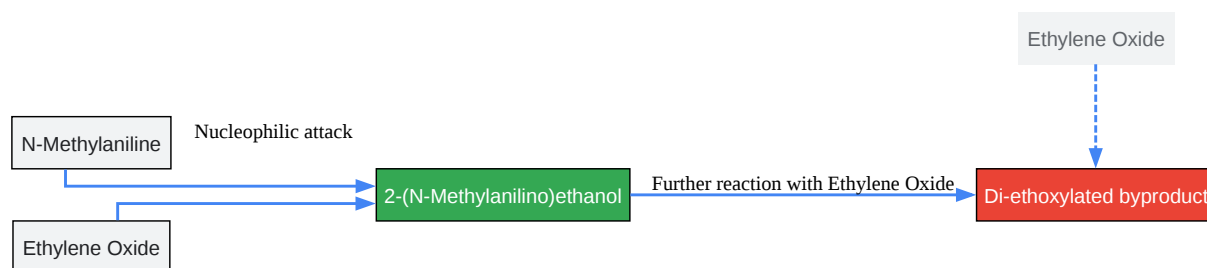 Ethylene Oxide
N-Methylaniline
Nucleophilic attack
2-(N-Methylanilino)ethanol
Further reaction with Ethylene Oxide
Di-ethoxylated byproduct
Ethylene Oxide